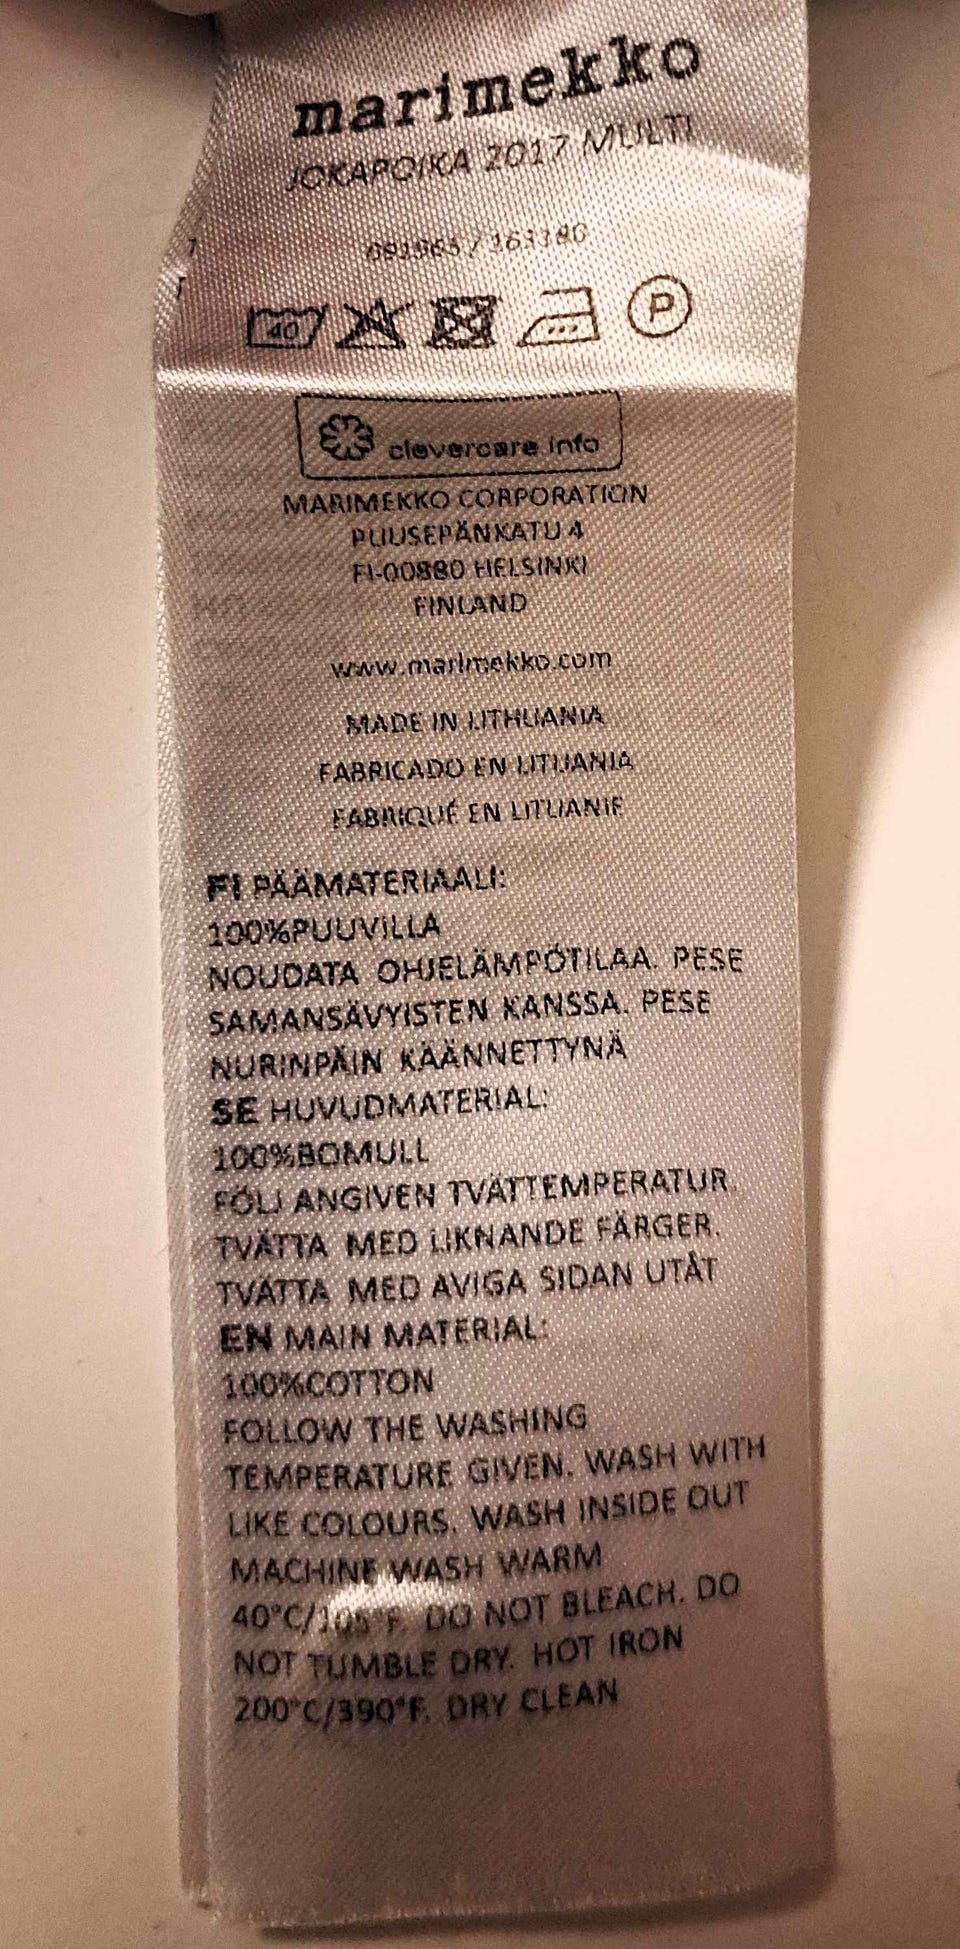 marimekko
JOKAPOIKA 2017 MULTI
40
P
clevercare.info
MARIMEKKO CORPORATION
PUUSEPÄNKATU 4
FI-00880 HELSINKI
FINLAND
www.marimekko.com
MADE IN LITHUANIA
FABRICADO EN LITUANIA
FABRIQUÉ EN LITUANIE
FI PÄÄMATERIAALI:
100%PUUVILLA
NOUDATA OHJELÄMPÖTILAA. PESE
SAMANSÄVYISTEN KANSSA. PESE
NURINPÄIN KÄÄNNETTYNÄ
SE HUVUDMATERIAL:
100%BOMULL
FÖLJ ANGIVEN TVÄTTEMPERATUR.
TVÄTTA MED LIKNANDE FÄRGER.
TVÄTTA MED AVIGA SIDAN UTÅT
EN MAIN MATERIAL:
100%COTTON
FOLLOW THE WASHING
TEMPERATURE GIVEN. WASH WITH
LIKE COLOURS. WASH INSIDE OUT
MACHINE WASH WARM
40°C/105°F. DO NOT BLEACH. DO
NOT TUMBLE DRY. HOT IRON
200°C/390°F. DRY CLEAN